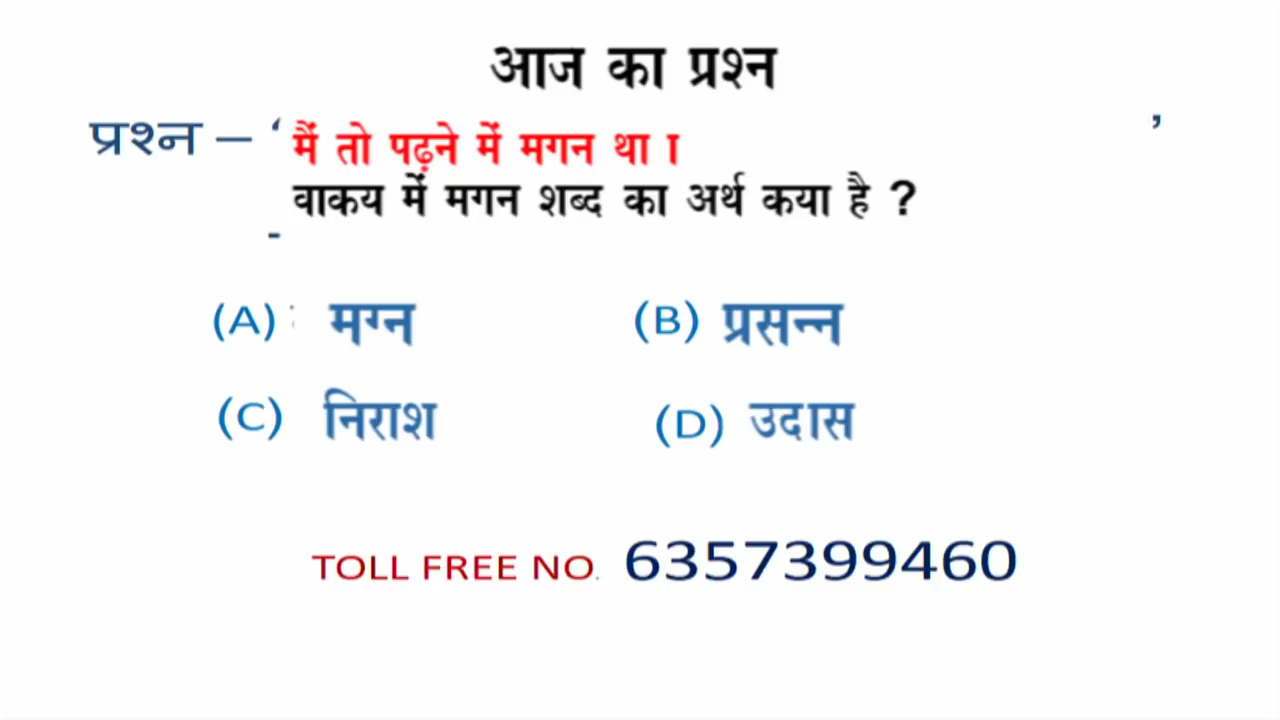 आज का प्रश्न
प्रश्न – ‘ मैं तो पढ़ने में मगन था । ’
वाकय में मगन शब्द का अर्थ कया है ?
-
(A) मग्न (B) प्रसन्न
(C) निराश (D) उदास
TOLL FREE NO. 6357399460